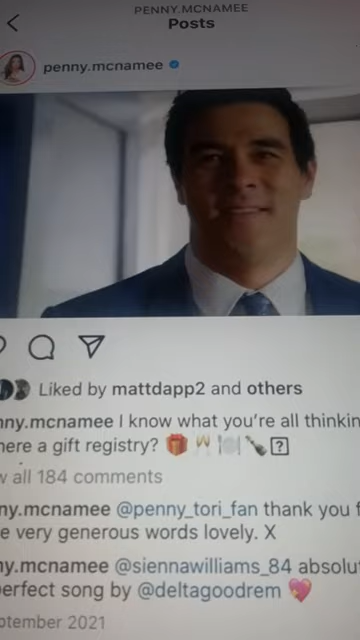 PENNY.MCNAMEE
Posts
penny.mcnamee
Liked by mattdapp2 and others
nny.mcnamee I know what you're all thinkin
here a gift registry? 🎁🥂🍽️🍾?
w all 184 comments
ny.mcnamee @penny_tori_fan thank you f
e very generous words lovely. X
ny.mcnamee @siennawilliams_84 absolut
perfect song by @deltagoodrem 💖
ptember 2021